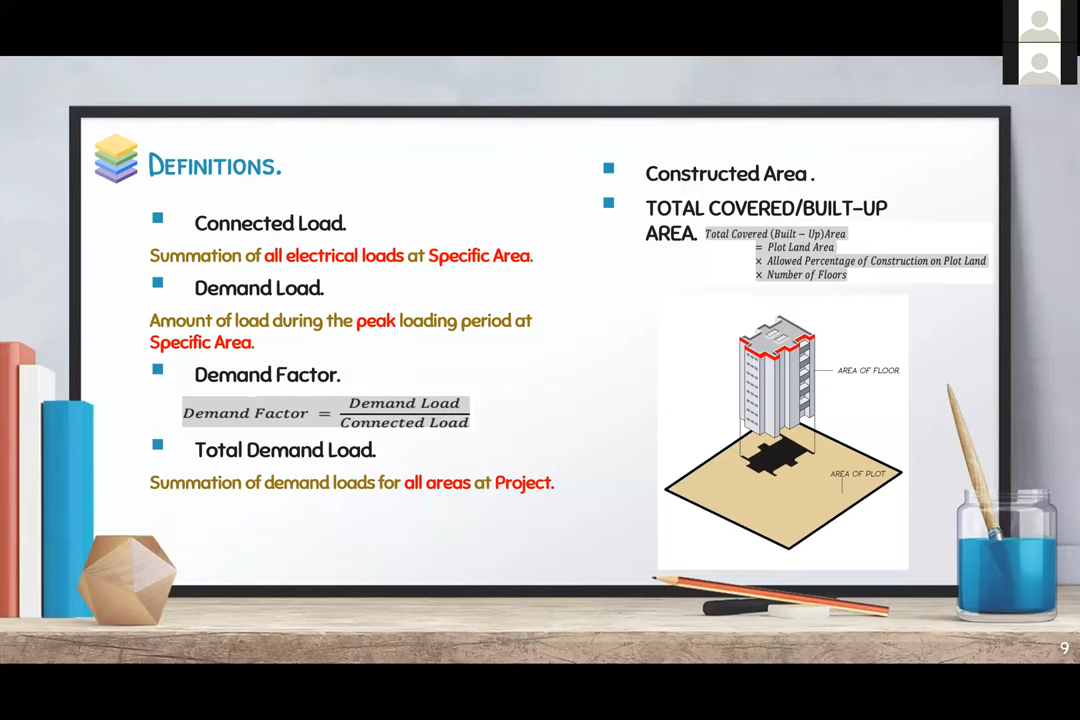 DEFINITIONS.
Connected Load.
Summation of all electrical loads at Specific Area.
Demand Load.
Amount of load during the peak loading period at
Specific Area.
Demand Factor.
Demand Factor = Demand Load / Connected Load
Total Demand Load.
Summation of demand loads for all areas at Project.
Constructed Area .
TOTAL COVERED/BUILT-UP
AREA.
Total Covered (Built – Up)Area
= Plot Land Area
× Allowed Percentage of Construction on Plot Land
× Number of Floors
AREA OF FLOOR
AREA OF PLOT
9